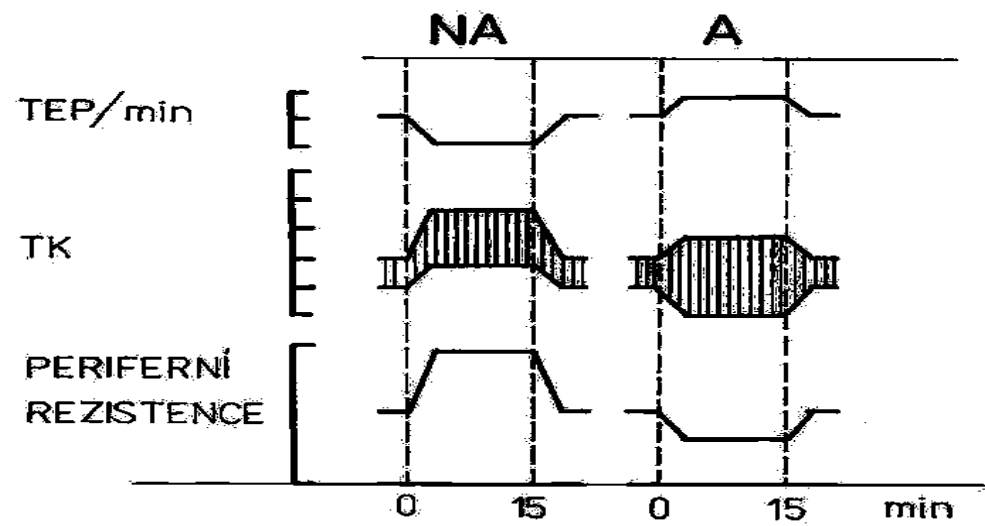 NA A
TEP/min
TK
PERIFERNÍ
REZISTENCE
0 15 0 15 min